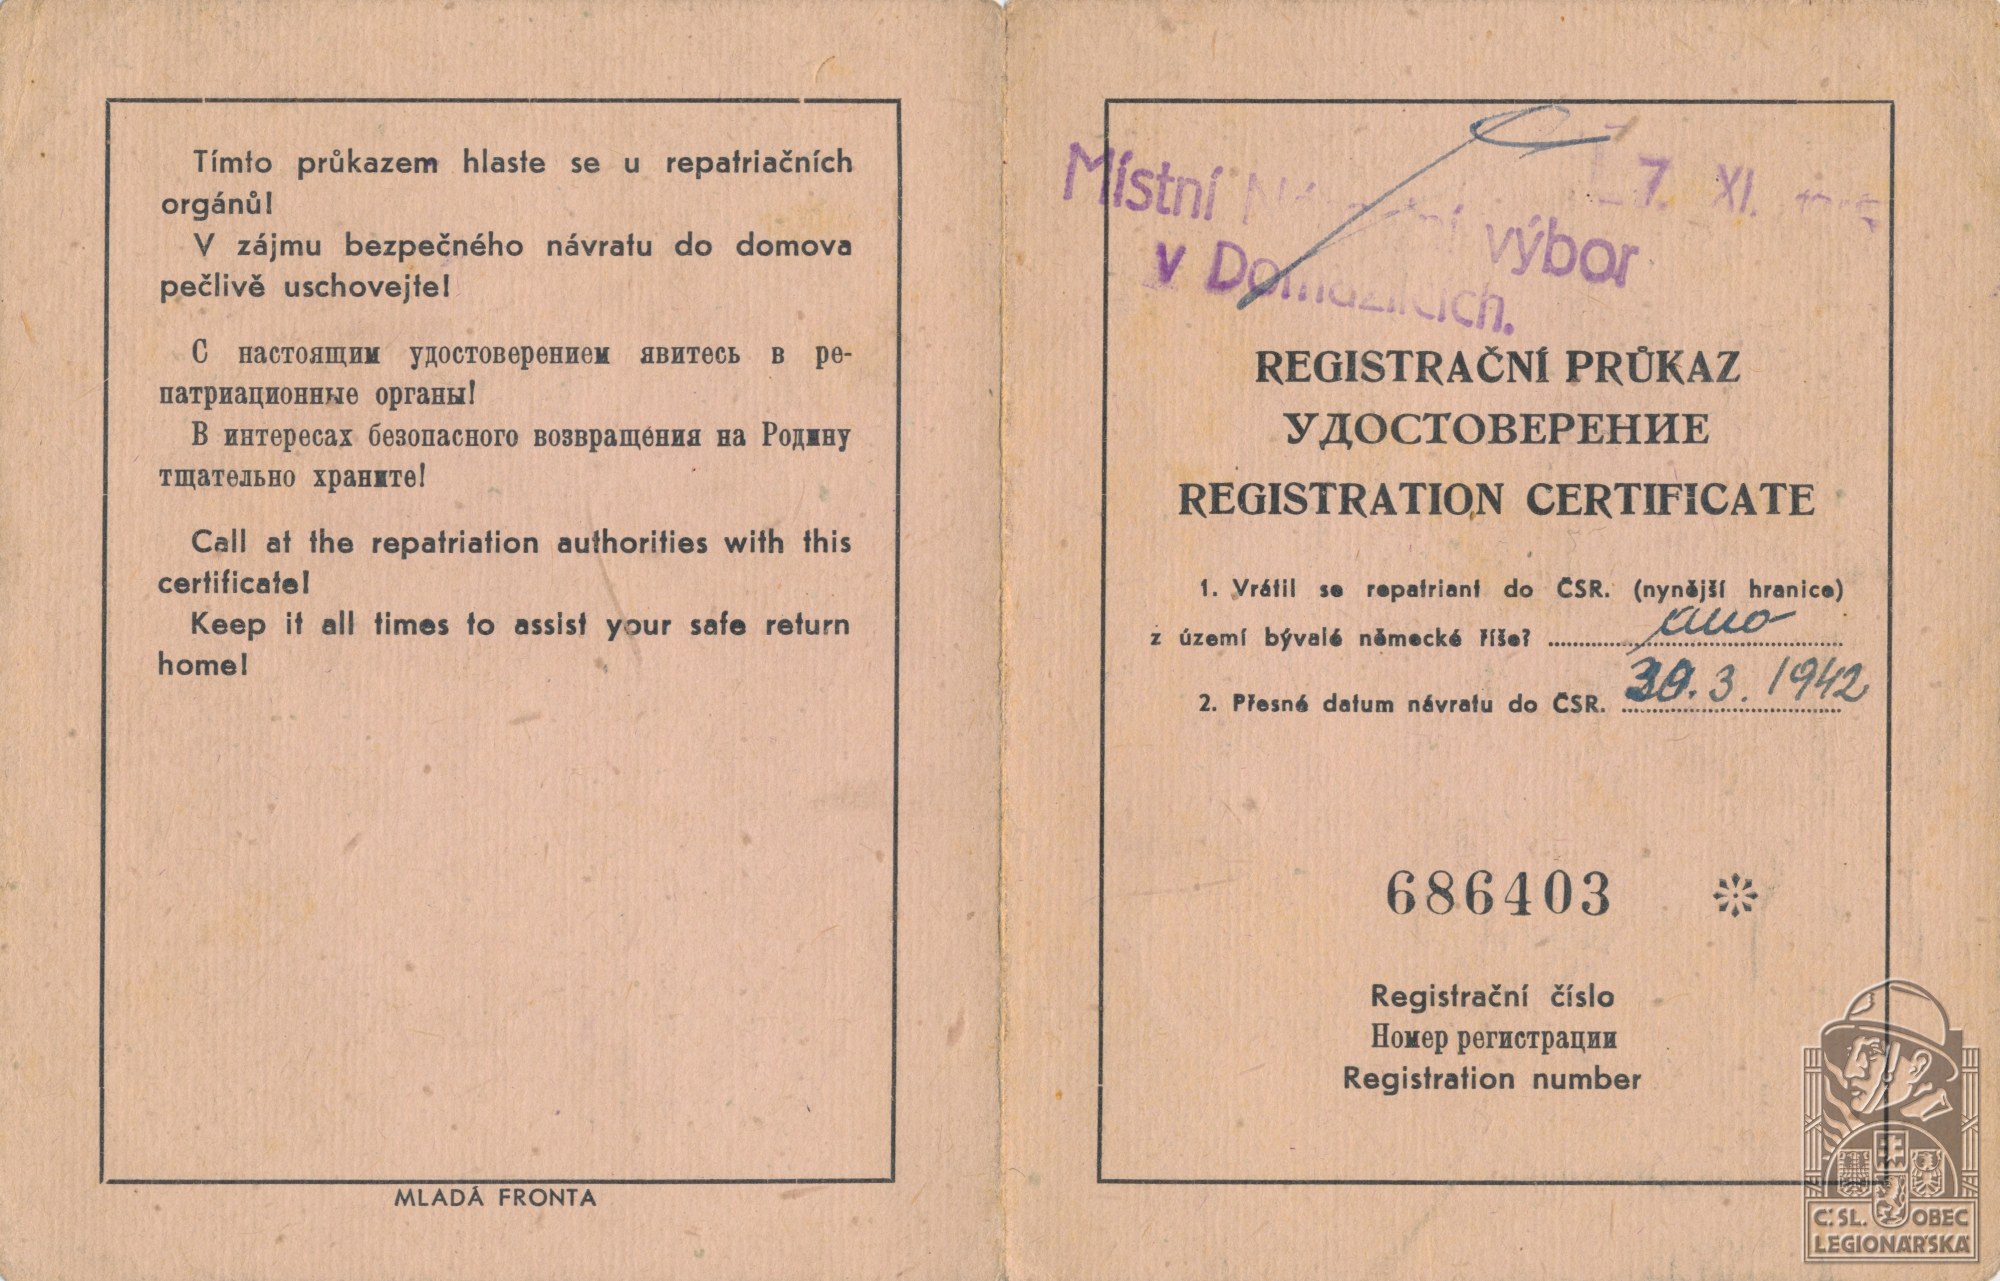 Tímto průkazem hlaste se u repatriačních
orgánů!
V zájmu bezpečného návratu do domova
pečlivě uschovejte!
С настоящим удостоверением явитесь в ре-
патриационные органы!
В интересах безопасного возвращения на Родину
тщательно храните!
Call at the repatriation authorities with this
certificate!
Keep it all times to assist your safe return
home!
MLADÁ FRONTA
7. XI.
Místní Národní výbor
v Domažlicích.
REGISTRAČNÍ PRŮKAZ
УДОСТОВЕРЕНИЕ
REGISTRATION CERTIFICATE
1. Vrátil se repatriant do ČSR. (nynější hranice)
z území bývalé německé říše? ano
2. Přesné datum návratu do ČSR. 30. 3. 1942
686403
Registrační číslo
Номер регистрации
Registration number
Č. SL. OBEC
LEGIONÁŘSKÁ